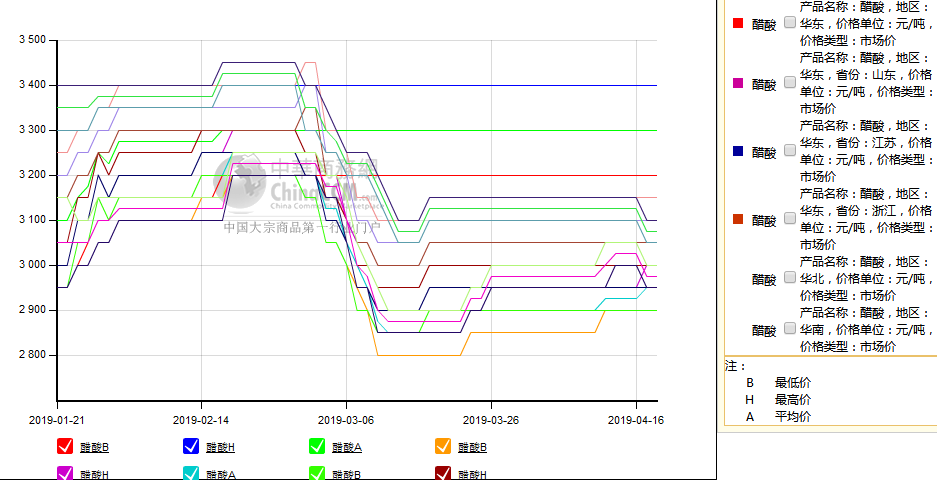 3 500
3 400
3 300
3 200
3 100
3 000
2 900
2 800
2019-01-21
2019-02-14
2019-03-06
2019-03-26
2019-04-16
中華商務網
ChinaCCM.com
中国大宗商品第一行情门户
醋酸B
醋酸H
醋酸A
醋酸B
醋酸H
醋酸A
醋酸B
醋酸H
产品名称：醋酸，地区：
醋酸 华东，价格单位：元/吨，
价格类型：市场价
产品名称：醋酸，地区：
醋酸 华东，省份：山东，价格
单位：元/吨，价格类型：
市场价
产品名称：醋酸，地区：
醋酸 华东，省份：江苏，价格
单位：元/吨，价格类型：
市场价
产品名称：醋酸，地区：
醋酸 华东，省份：浙江，价格
单位：元/吨，价格类型：
市场价
产品名称：醋酸，地区：
醋酸 华北，价格单位：元/吨，
价格类型：市场价
产品名称：醋酸，地区：
醋酸 华南，价格单位：元/吨，
价格类型：市场价
注：
B 最低价
H 最高价
A 平均价